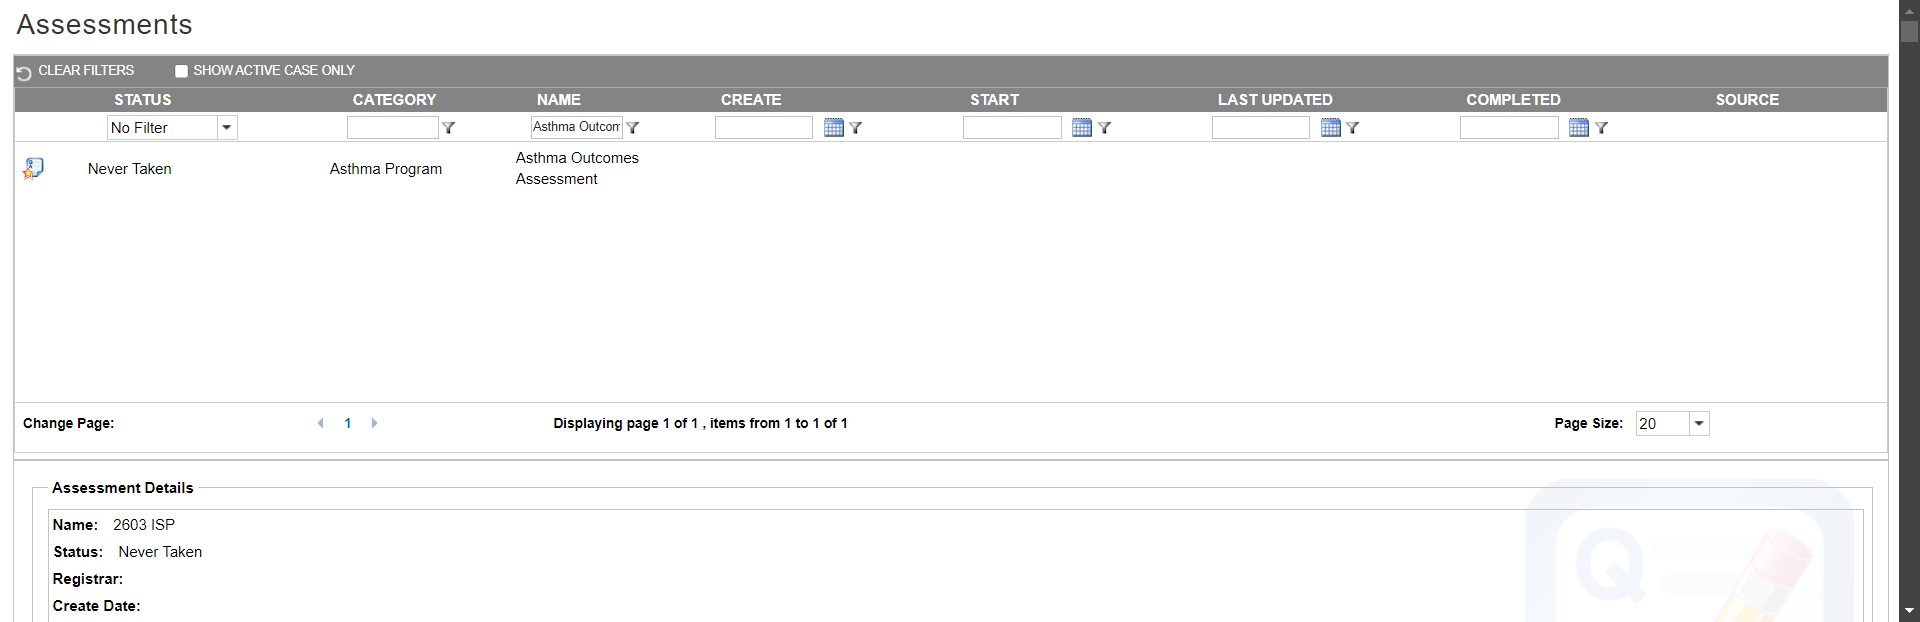 Assessments
CLEAR FILTERS SHOW ACTIVE CASE ONLY
STATUS CATEGORY NAME CREATE START LAST UPDATED COMPLETED SOURCE
No Filter Asthma Outcom
Never Taken Asthma Program Asthma Outcomes
Assessment
Change Page: 1 Displaying page 1 of 1 , items from 1 to 1 of 1 Page Size: 20
Assessment Details
Name: 2603 ISP
Status: Never Taken
Registrar:
Create Date:
Q